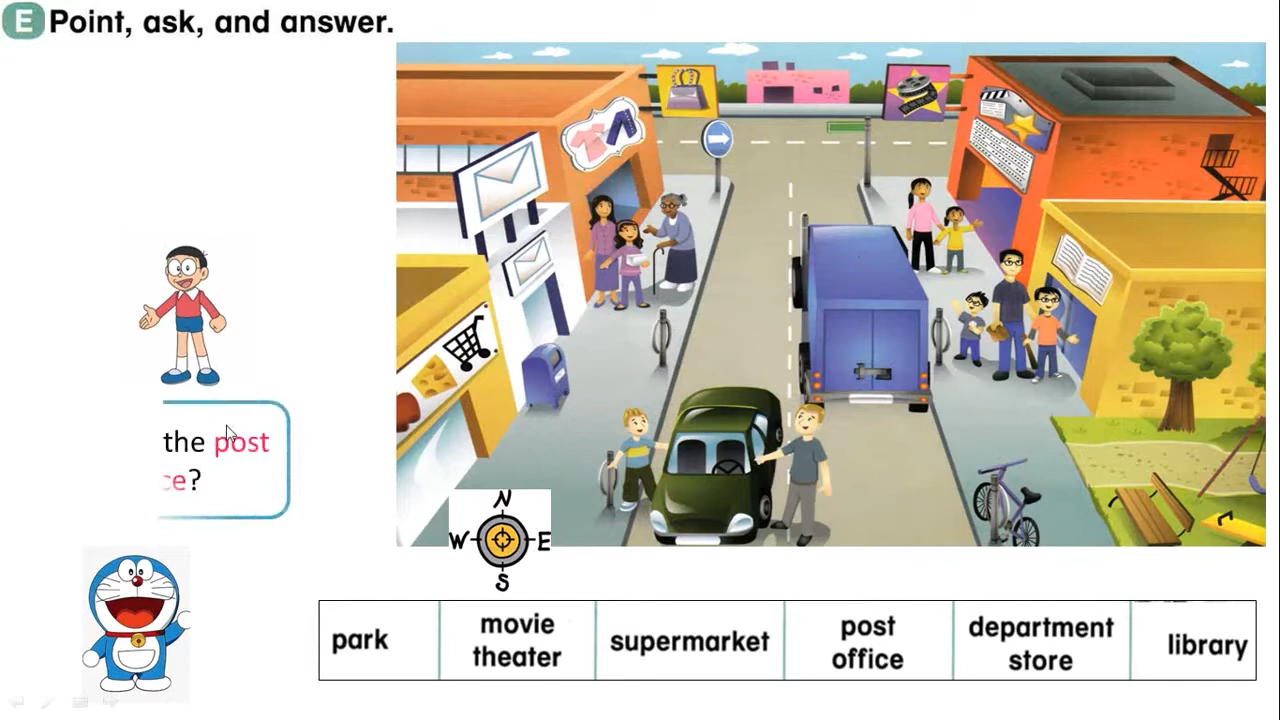 E Point, ask, and answer.
the post
ce?
N
W E
S
park
movie
theater
supermarket
post
office
department
store
library